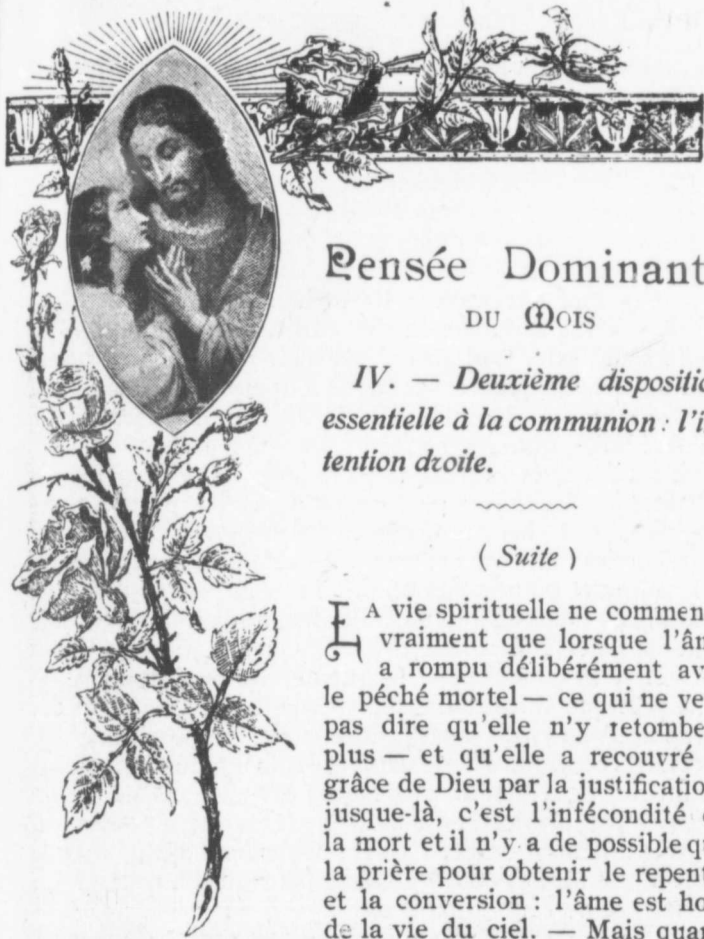 Pensée Dominant
DU MOIS
IV. — Deuxième dispositio
essentielle à la communion : l'i
tention droite.
( Suite )
LA vie spirituelle ne commen
vraiment que lorsque l'âm
a rompu délibérément av
le péché mortel — ce qui ne ve
pas dire qu'elle n'y retombe
plus — et qu'elle a recouvré
grâce de Dieu par la justificatio
jusque-là, c'est l'infécondité
la mort et il n'y a de possible qu
la prière pour obtenir le repent
et la conversion : l'âme est ho
de la vie du ciel. — Mais quan